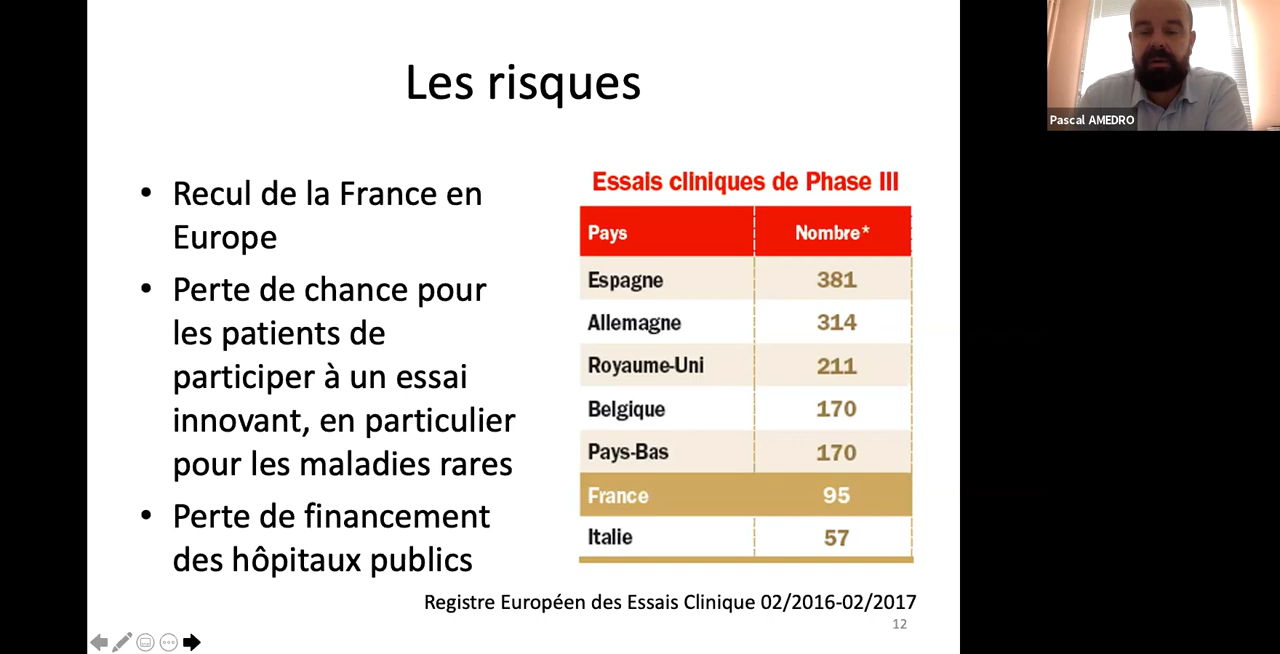 Les risques
• Recul de la France en
Europe
• Perte de chance pour
les patients de
participer à un essai
innovant, en particulier
pour les maladies rares
• Perte de financement
des hôpitaux publics
Essais cliniques de Phase III
Pays Nombre*
Espagne 381
Allemagne 314
Royaume-Uni 211
Belgique 170
Pays-Bas 170
France 95
Italie 57
Registre Européen des Essais Clinique 02/2016-02/2017
12
Pascal AMEDRO